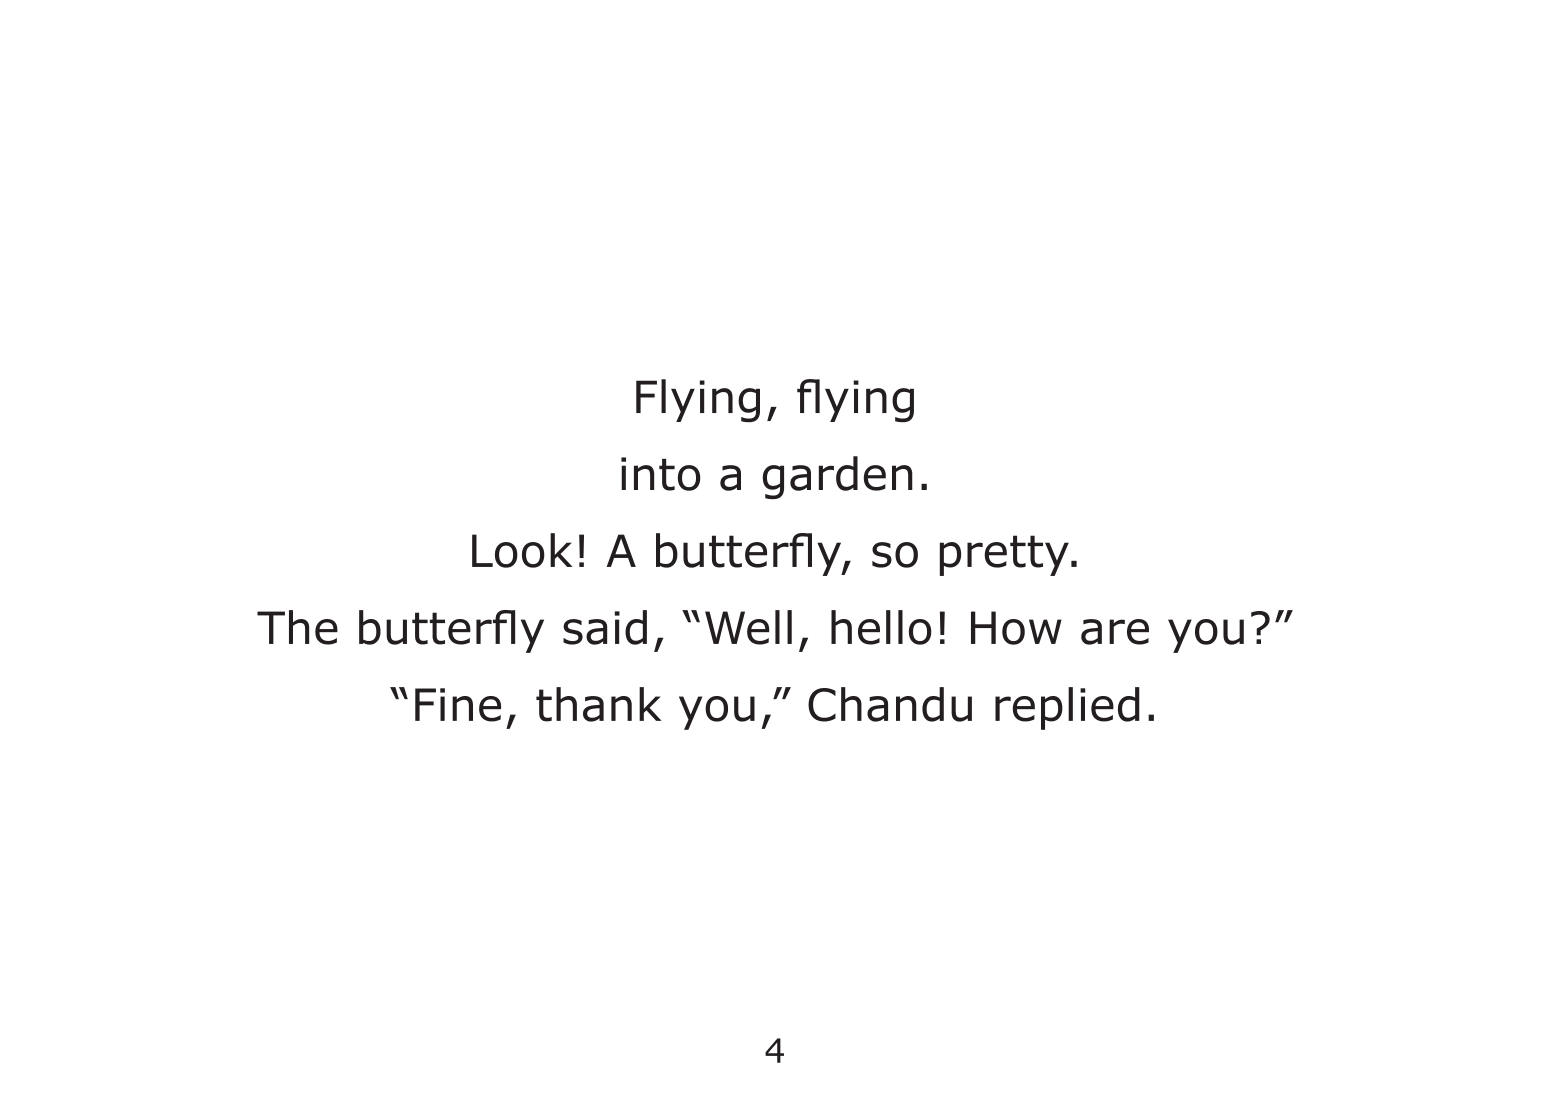 Flying, flying
into a garden.
Look! A butterfly, so pretty.
The butterfly said, “Well, hello! How are you?”
“Fine, thank you,” Chandu replied.
4